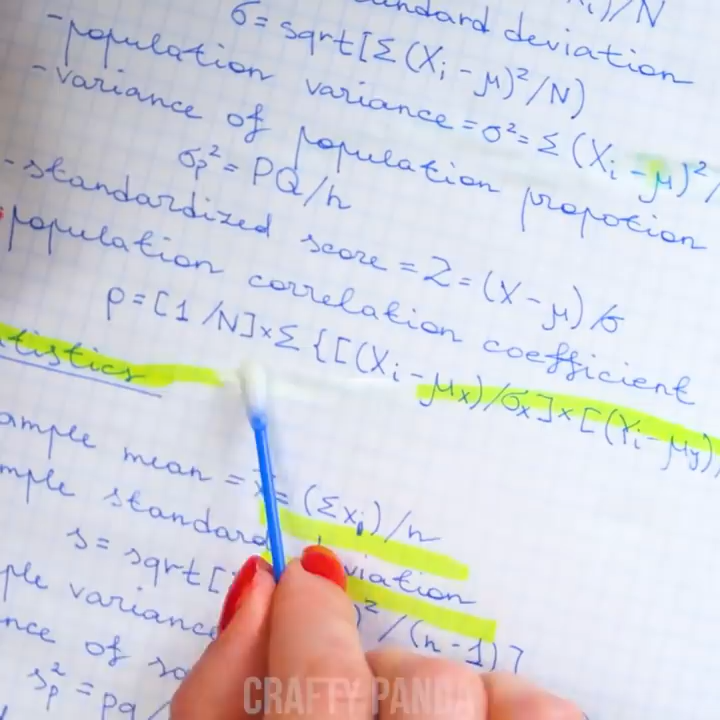 /N
standard deviation
σ= sqrt[Σ(Xi-μ)²/N)
-population variance=σ²=Σ(Xi-μ)²/
-variance of population propotion
σp²=PQ/n
-standardized score=Z=(X-μ)/σ
population correlation coefficient
ρ=[1/N]×Σ{[(Xi-μx)/σx]×[(Yi-μy)
tistics
ample mean = x̄= (Σxi)/n
mple standard viation
s= sqrt[ )²/(n-1)]
ple variance
nce of
sp²=pq/
CRAFTY PANDA